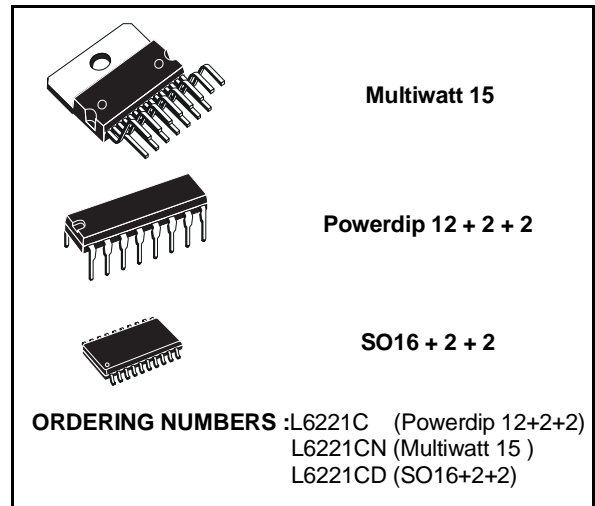 Multiwatt 15
Powerdip 12 + 2 + 2
SO16 + 2 + 2
ORDERING NUMBERS :L6221C (Powerdip 12+2+2)
L6221CN (Multiwatt 15 )
L6221CD (SO16+2+2)